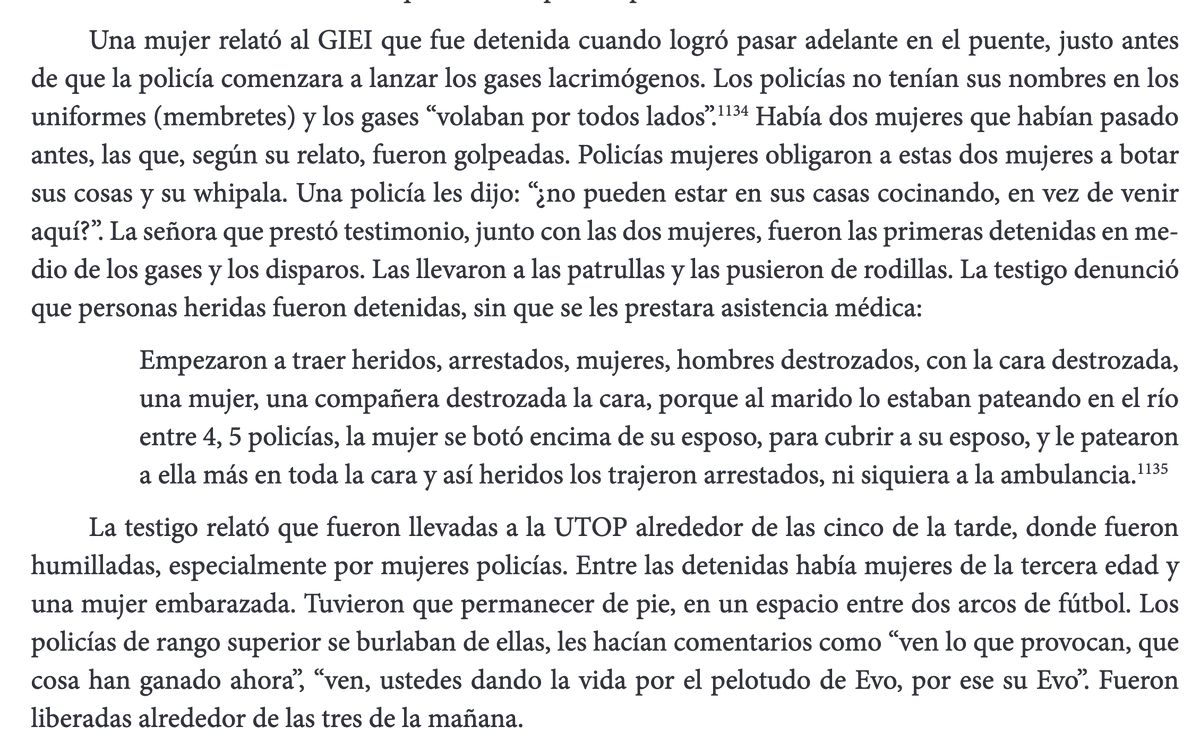 Una mujer relató al GIEI que fue detenida cuando logró pasar adelante en el puente, justo antes
de que la policía comenzara a lanzar los gases lacrimógenos. Los policías no tenían sus nombres en los
uniformes (membretes) y los gases “volaban por todos lados”.¹¹³⁴ Había dos mujeres que habían pasado
antes, las que, según su relato, fueron golpeadas. Policías mujeres obligaron a estas dos mujeres a botar
sus cosas y su whipala. Una policía les dijo: “¿no pueden estar en sus casas cocinando, en vez de venir
aquí?”. La señora que prestó testimonio, junto con las dos mujeres, fueron las primeras detenidas en me-
dio de los gases y los disparos. Las llevaron a las patrullas y las pusieron de rodillas. La testigo denunció
que personas heridas fueron detenidas, sin que se les prestara asistencia médica:
Empezaron a traer heridos, arrestados, mujeres, hombres destrozados, con la cara destrozada,
una mujer, una compañera destrozada la cara, porque al marido lo estaban pateando en el río
entre 4, 5 policías, la mujer se botó encima de su esposo, para cubrir a su esposo, y le patearon
a ella más en toda la cara y así heridos los trajeron arrestados, ni siquiera a la ambulancia.¹¹³⁵
La testigo relató que fueron llevadas a la UTOP alrededor de las cinco de la tarde, donde fueron
humilladas, especialmente por mujeres policías. Entre las detenidas había mujeres de la tercera edad y
una mujer embarazada. Tuvieron que permanecer de pie, en un espacio entre dos arcos de fútbol. Los
policías de rango superior se burlaban de ellas, les hacían comentarios como “ven lo que provocan, que
cosa han ganado ahora”, “ven, ustedes dando la vida por el pelotudo de Evo, por ese su Evo”. Fueron
liberadas alrededor de las tres de la mañana.